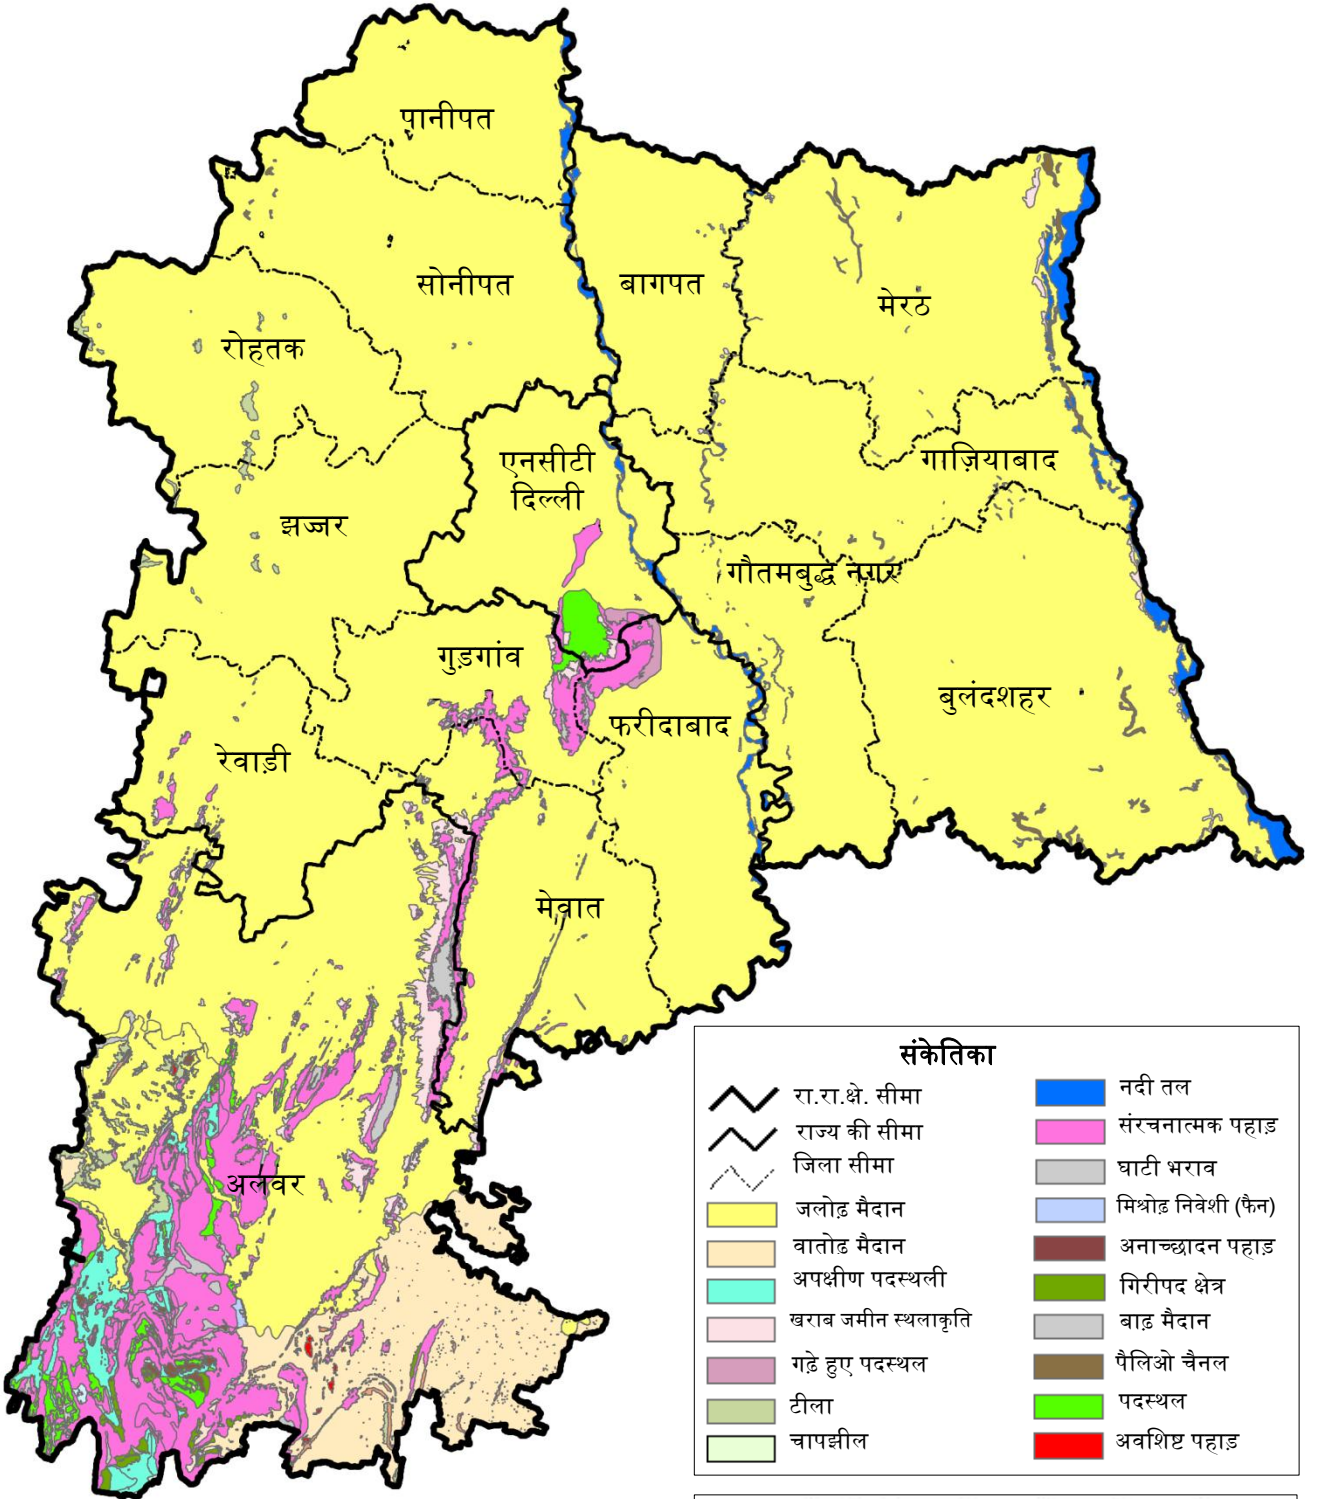 पानीपत
सोनीपत
बागपत
मेरठ
रोहतक
गाज़ियाबाद
एनसीटी
दिल्ली
झज्जर
गौतमबुद्ध नगर
गुड़गांव
बुलंदशहर
फरीदाबाद
रेवाड़ी
मेवात
अलवर
संकेतिका
रा.रा.क्षे. सीमा
राज्य की सीमा
जिला सीमा
जलोढ़ मैदान
वातोढ मैदान
अपक्षीण पदस्थली
खराब जमीन स्थलाकृति
गढ़े हुए पदस्थल
टीला
चापझील
नदी तल
संरचनात्मक पहाड़
घाटी भराव
मिश्रोढ़ निवेशी (फैन)
अनाच्छादन पहाड़
गिरीपद क्षेत्र
बाढ़ मैदान
पैलिओ चैनल
पदस्थल
अवशिष्ट पहाड़